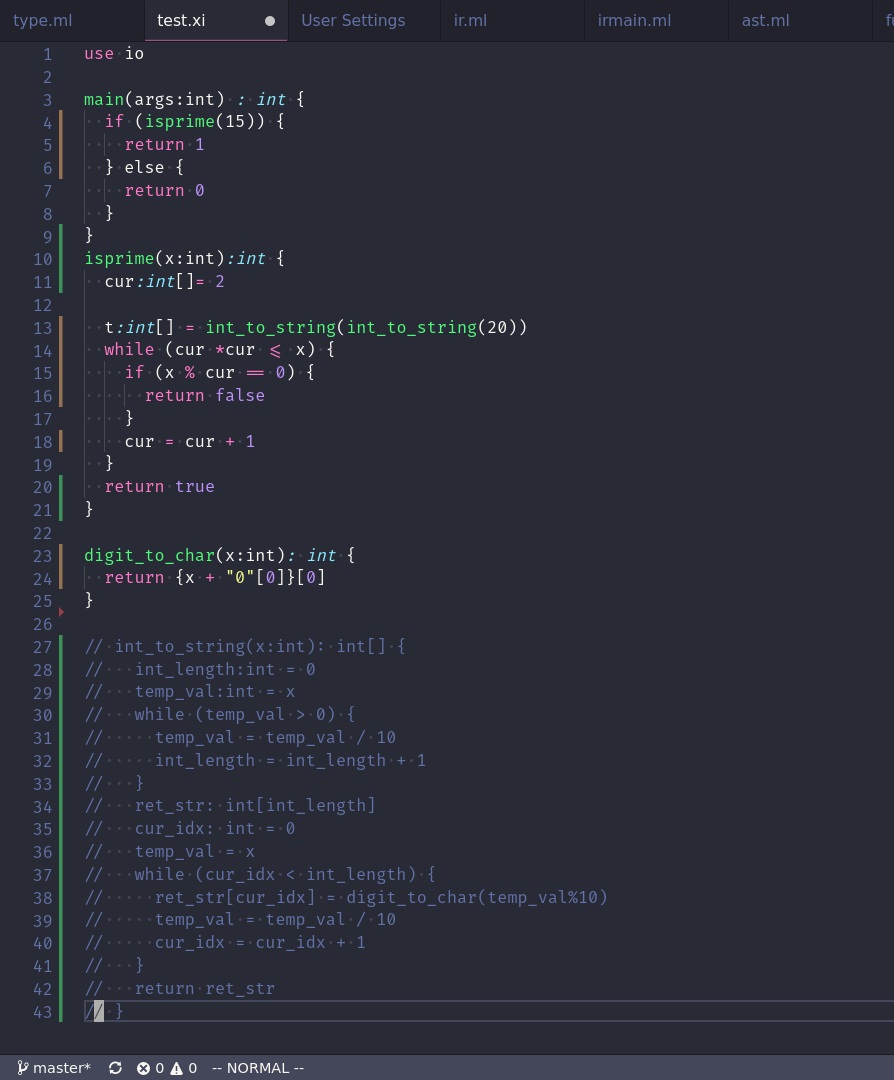 type.ml test.xi User Settings ir.ml irmain.ml ast.ml
1 use io
2
3 main(args:int) : int {
4   if (isprime(15)) {
5     return 1
6   } else {
7     return 0
8   }
9 }
10 isprime(x:int):int {
11   cur:int[]= 2
12
13   t:int[] = int_to_string(int_to_string(20))
14   while (cur *cur <= x) {
15     if (x % cur == 0) {
16       return false
17     }
18     cur = cur + 1
19   }
20   return true
21 }
22
23 digit_to_char(x:int): int {
24   return {x + "0"[0]}[0]
25 }
26
27 // int_to_string(x:int): int[] {
28 //   int_length:int = 0
29 //   temp_val:int = x
30 //   while (temp_val > 0) {
31 //     temp_val = temp_val / 10
32 //     int_length = int_length + 1
33 //   }
34 //   ret_str: int[int_length]
35 //   cur_idx: int = 0
36 //   temp_val = x
37 //   while (cur_idx < int_length) {
38 //     ret_str[cur_idx] = digit_to_char(temp_val%10)
39 //     temp_val = temp_val / 10
40 //     cur_idx = cur_idx + 1
41 //   }
42 //   return ret_str
43 // }
master* 0 0 -- NORMAL --